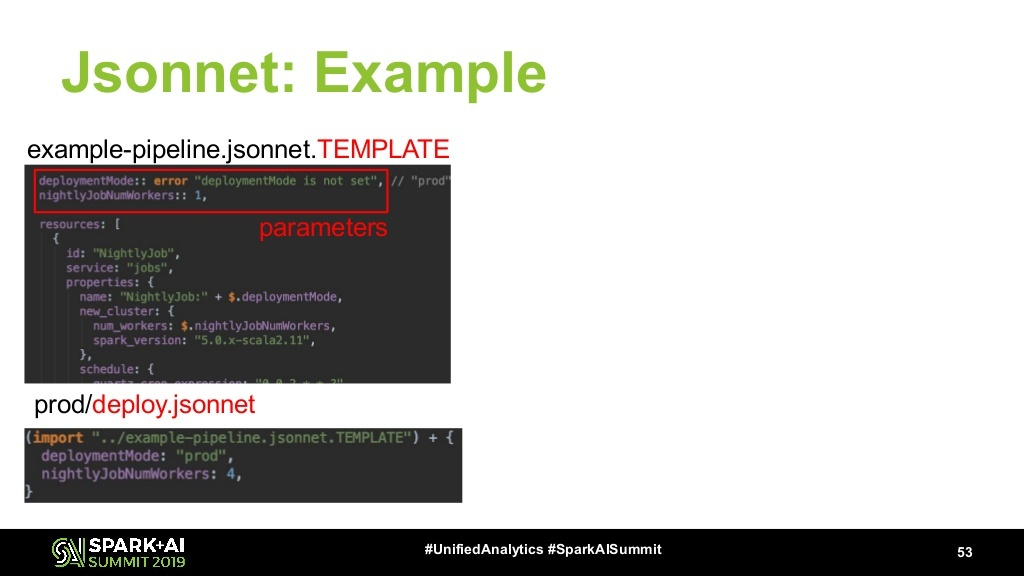 Jsonnet: Example
example-pipeline.jsonnet.TEMPLATE
deploymentMode:: error "deploymentMode is not set", // "prod"
nightlyJobNumWorkers:: 1,
parameters
resources: [
{
id: "NightlyJob",
service: "jobs",
properties: {
name: "NightlyJob:" + $.deploymentMode,
new_cluster: {
num_workers: $.nightlyJobNumWorkers,
spark_version: "5.0.x-scala2.11",
},
schedule: {
prod/deploy.jsonnet
(import "../example-pipeline.jsonnet.TEMPLATE") + {
deploymentMode: "prod",
nightlyJobNumWorkers: 4,
}
SPARK+AI
SUMMIT 2019
#UnifiedAnalytics #SparkAISummit
53